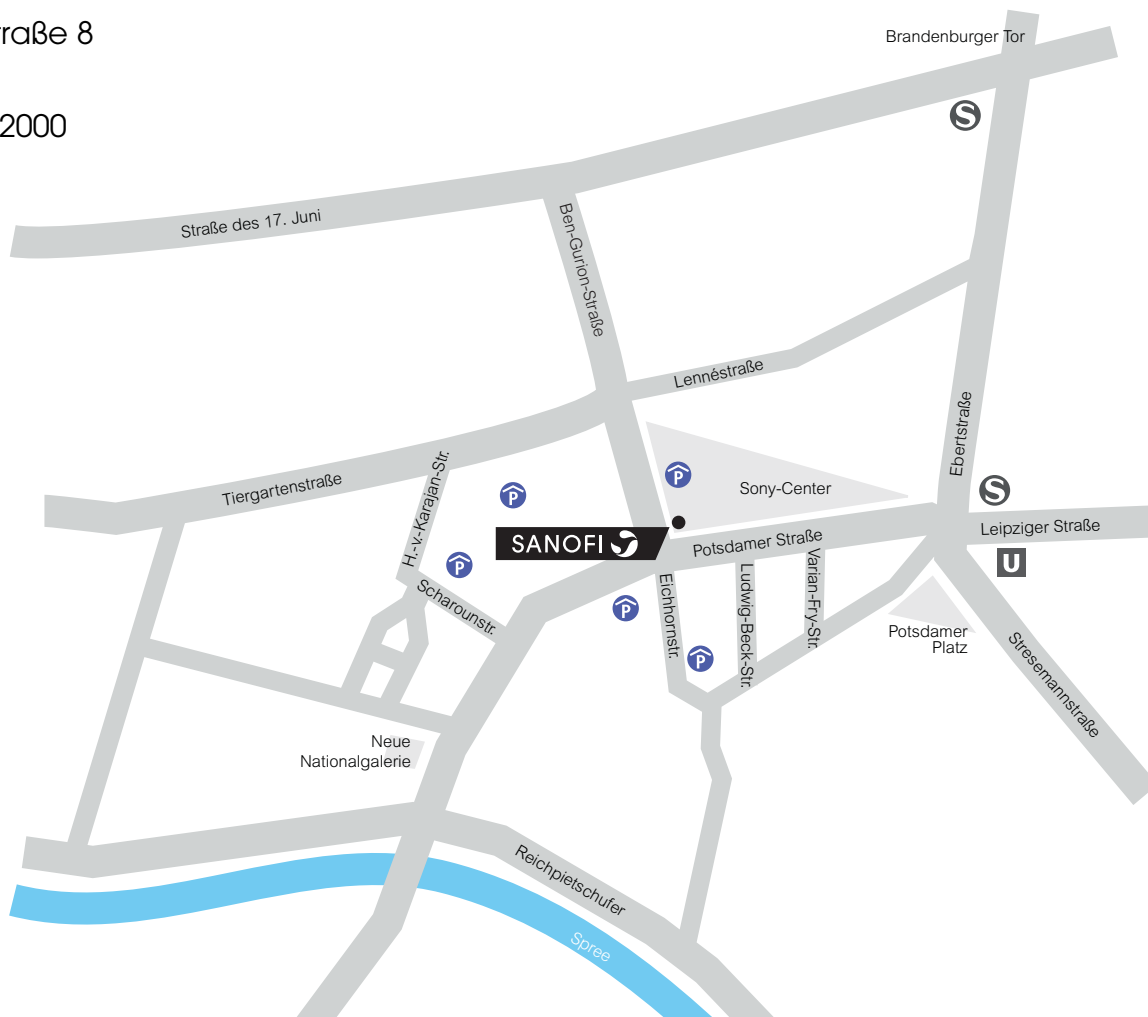 traße 8
2000
Brandenburger Tor
S
Straße des 17. Juni
Ben-Gurion-Straße
Lennéstraße
Ebertstraße
Tiergartenstraße
H.-v.-Karajan-Str.
P
P
Sony-Center
S
SANOFI
Potsdamer Straße
Leipziger Straße
U
P
Scharounstr.
P
Eichhornstr.
Ludwig-Beck-Str.
Varian-Fry-Str.
P
Potsdamer
Platz
Stresemannstraße
Neue
Nationalgalerie
Reichpietschufer
Spree